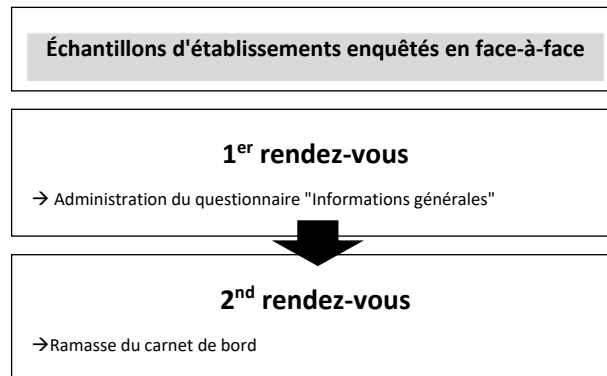 Échantillons d'établissements enquêtés en face-à-face
1er rendez-vous
→ Administration du questionnaire "Informations générales"
2nd rendez-vous
→Ramasse du carnet de bord